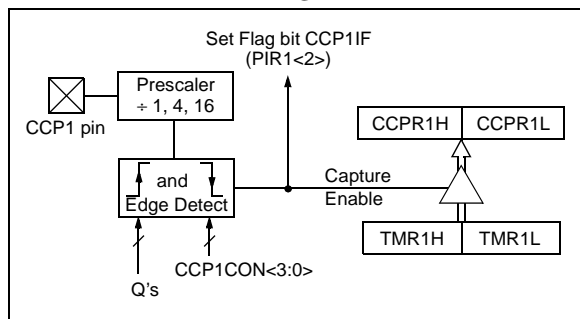 Set Flag bit CCP1IF
(PIR1<2>)
Prescaler
÷ 1, 4, 16
CCP1 pin
CCPR1H
CCPR1L
and
Edge Detect
Capture
Enable
TMR1H
TMR1L
CCP1CON<3:0>
Q's